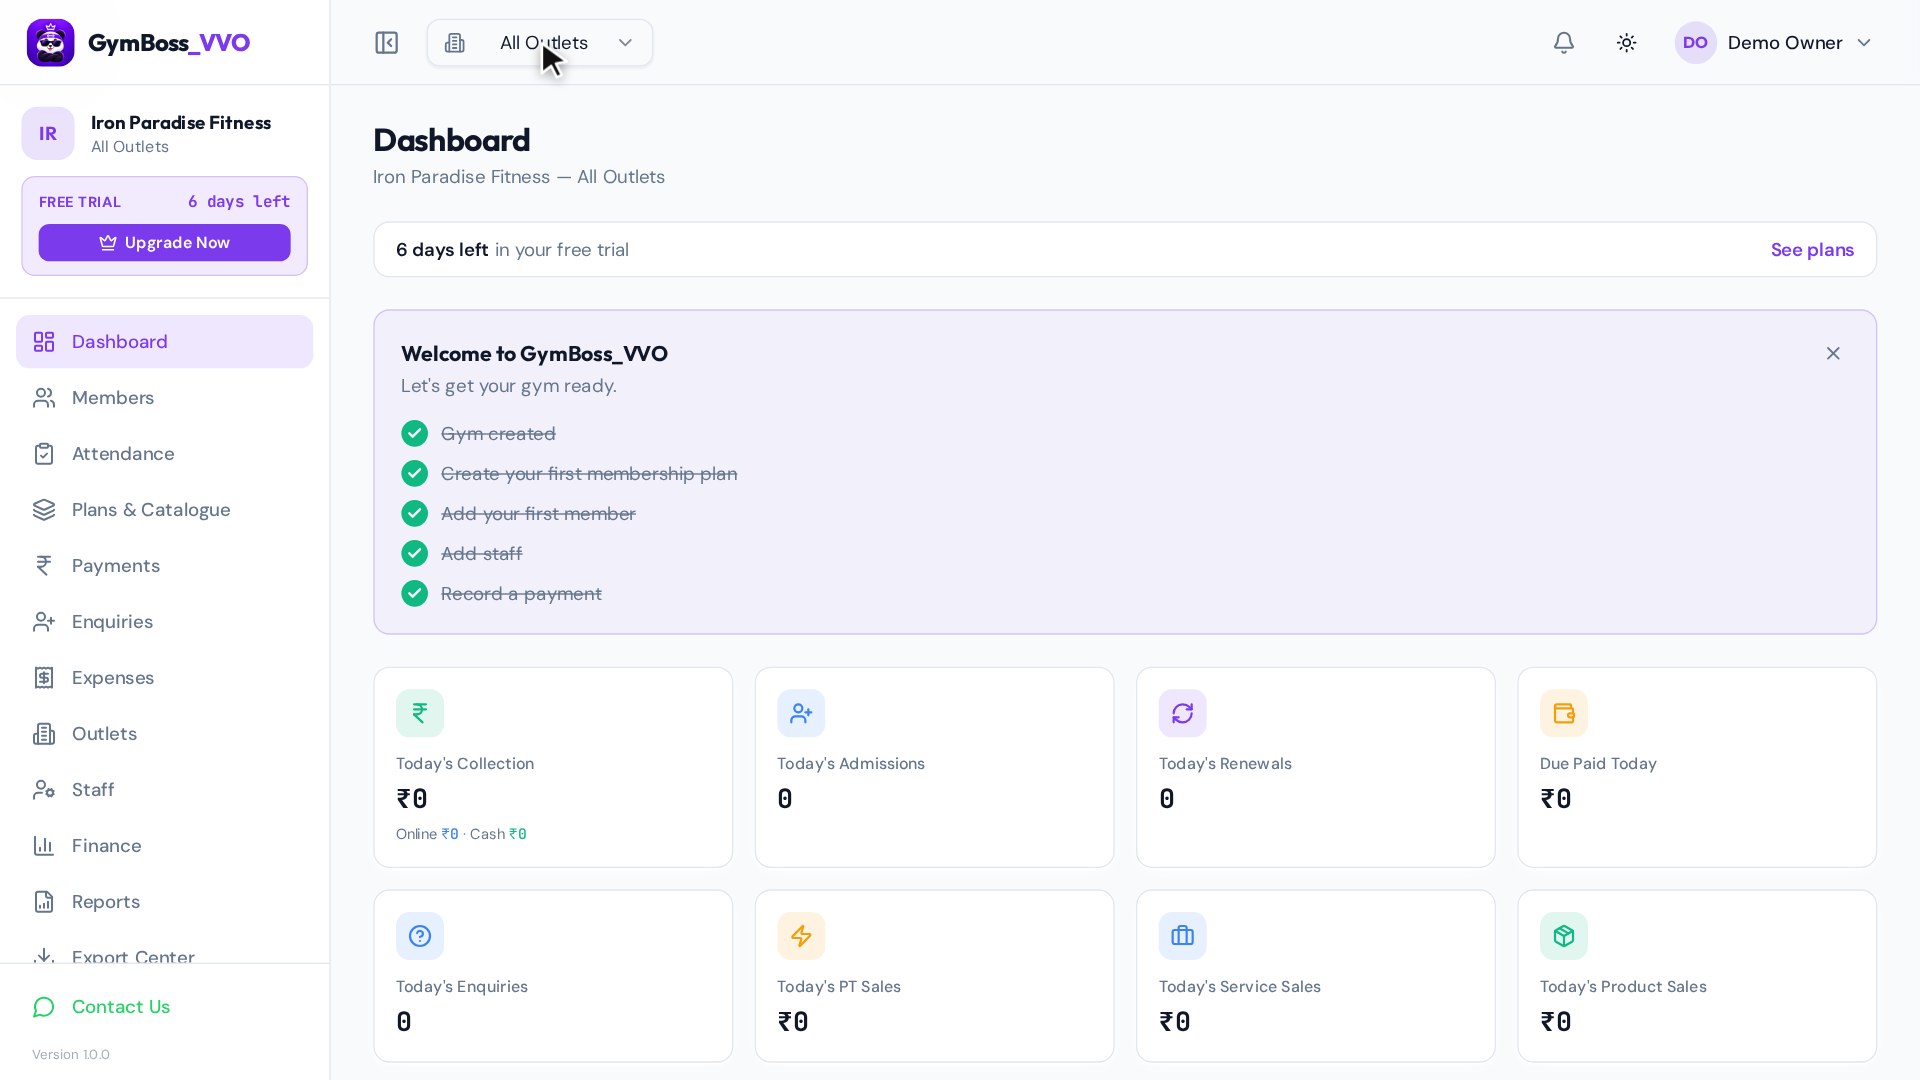 GymBoss_VVO
All Outlets
DO
Demo Owner
IR
Iron Paradise Fitness
All Outlets
FREE TRIAL
6 days left
Upgrade Now
Dashboard
Members
Attendance
Plans & Catalogue
Payments
Enquiries
Expenses
Outlets
Staff
Finance
Reports
Export Center
Contact Us
Version 1.0.0
Dashboard
Iron Paradise Fitness — All Outlets
6 days left in your free trial
See plans
Welcome to GymBoss_VVO
Let's get your gym ready.
Gym created
Create your first membership plan
Add your first member
Add staff
Record a payment
Today's Collection
₹0
Online ₹0 · Cash ₹0
Today's Admissions
0
Today's Renewals
0
Due Paid Today
₹0
Today's Enquiries
0
Today's PT Sales
₹0
Today's Service Sales
₹0
Today's Product Sales
₹0